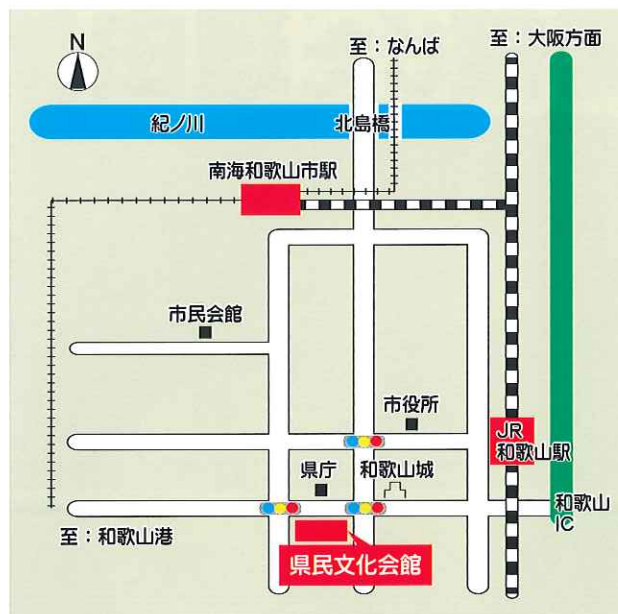 N
至：なんば
至：大阪方面
紀ノ川
北島橋
南海和歌山市駅
市民会館
市役所
JR
和歌山駅
県庁
和歌山城
和歌山
IC
至：和歌山港
県民文化会館